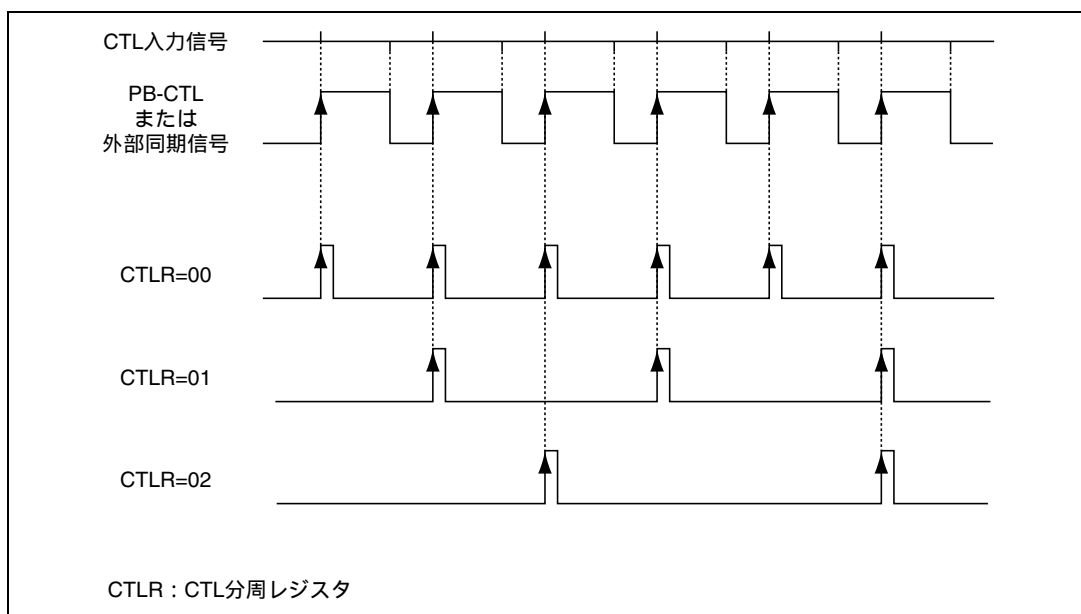 CTL入力信号
PB-CTL
または
外部同期信号
CTLR=00
CTLR=01
CTLR=02
CTLR：CTL分周レジスタ